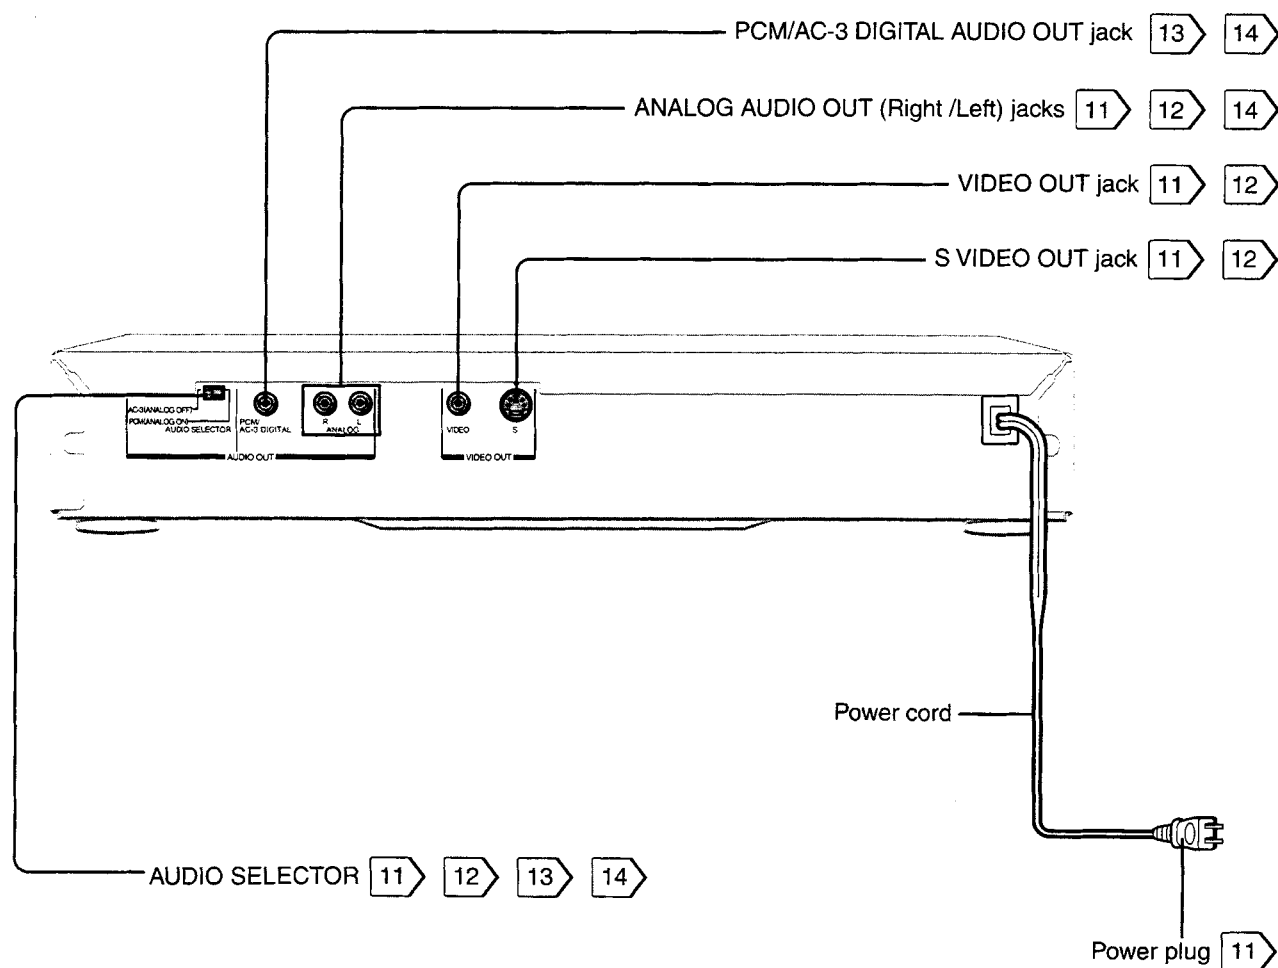 PCM/AC-3 DIGITAL AUDIO OUT jack 13 14
ANALOG AUDIO OUT (Right /Left) jacks 11 12 14
VIDEO OUT jack 11 12
S VIDEO OUT jack 11 12
AC-3(ANALOG OFF)
PCM(ANALOG ON)
AUDIO SELECTOR
PCM/
AC-3 DIGITAL
R L
ANALOG
AUDIO OUT
VIDEO S
VIDEO OUT
Power cord
AUDIO SELECTOR 11 12 13 14
Power plug 11